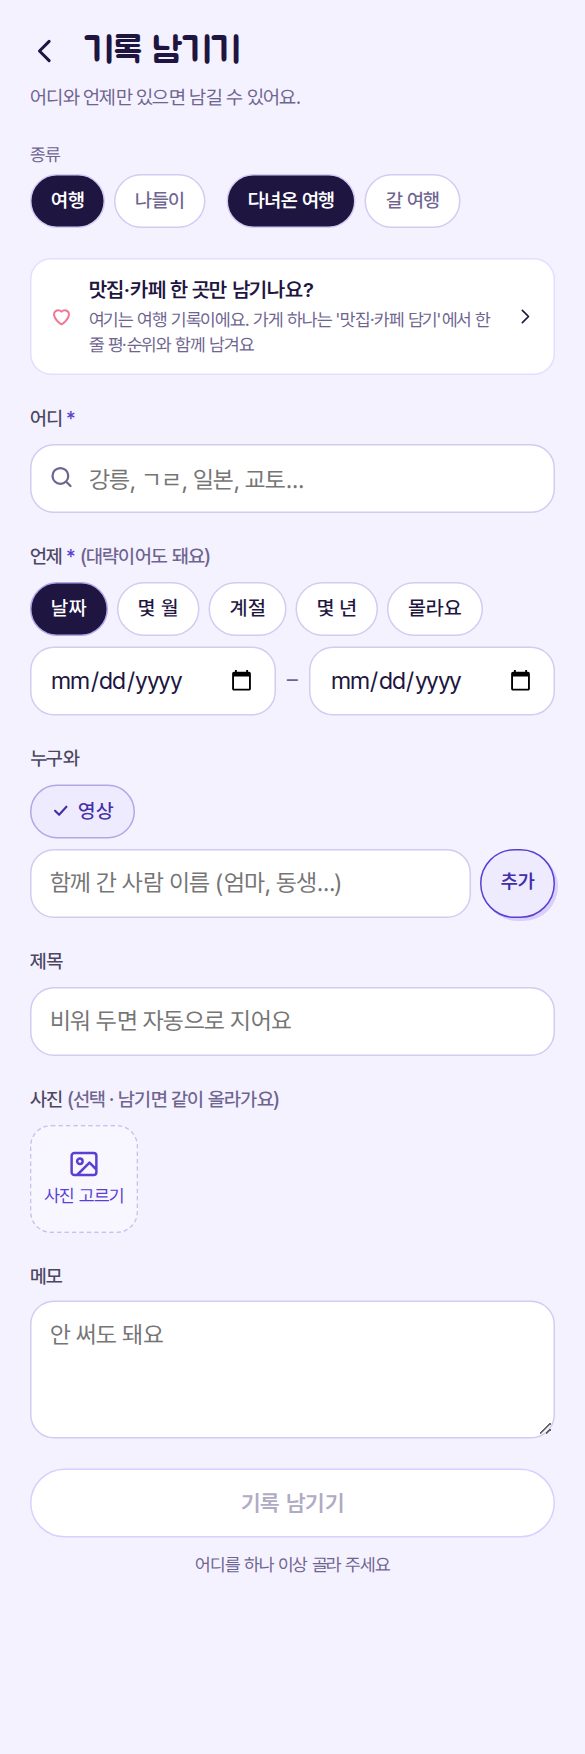 기록 남기기
어디와 언제만 있으면 남길 수 있어요.
종류
여행 나들이 다녀온 여행 갈 여행
맛집·카페 한 곳만 남기나요?
여기는 여행 기록이에요. 가게 하나는 '맛집·카페 담기'에서 한
줄 평·순위와 함께 남겨요
어디 *
강릉, ㄱㄹ, 일본, 교토…
언제 * (대략이어도 돼요)
날짜 몇 월 계절 몇 년 몰라요
mm/dd/yyyy – mm/dd/yyyy
누구와
영상
함께 간 사람 이름 (엄마, 동생…) 추가
제목
비워 두면 자동으로 지어요
사진 (선택 · 남기면 같이 올라가요)
사진 고르기
메모
안 써도 돼요
기록 남기기
어디를 하나 이상 골라 주세요